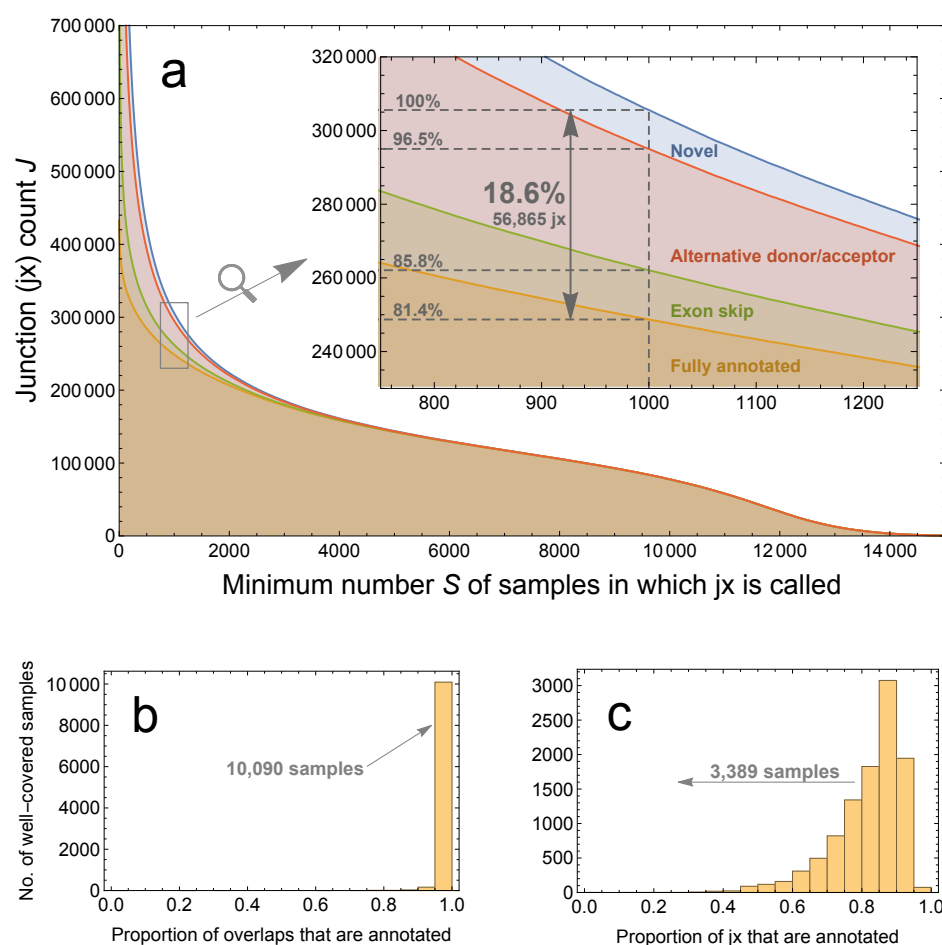 a
Junction (jx) count J
700 000
600 000
500 000
400 000
300 000
200 000
100 000
0
0 2000 4000 6000 8000 10 000 12 000 14 000
Minimum number S of samples in which jx is called
320 000
300 000
280 000
260 000
240 000
800 900 1000 1100 1200
100%
96.5%
18.6%
56,865 jx
85.8%
81.4%
Novel
Alternative donor/acceptor
Exon skip
Fully annotated
b
No. of well-covered samples
10 000
8000
6000
4000
2000
0
10,090 samples
0.0 0.2 0.4 0.6 0.8 1.0
Proportion of overlaps that are annotated
c
3000
2500
2000
1500
1000
500
0
3,389 samples
0.0 0.2 0.4 0.6 0.8 1.0
Proportion of jx that are annotated